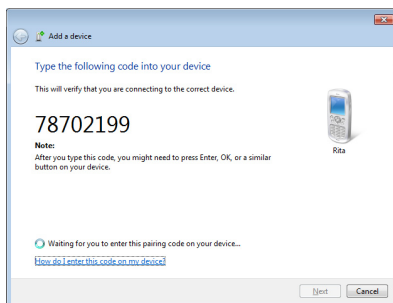 Add a device
Type the following code into your device
This will verify that you are connecting to the correct device.
78702199
Rita
Note:
After you type this code, you might need to press Enter, OK, or a similar
button on your device.
Waiting for you to enter this pairing code on your device...
How do I enter this code on my device?
Next Cancel